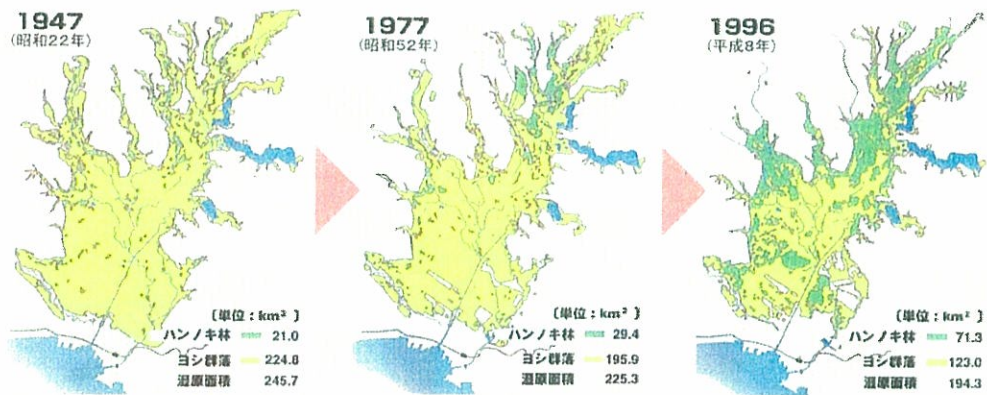 1947
(昭和22年)
(単位:km²)
ハンノキ林 21.0
ヨシ群落 224.8
湿原面積 245.7
1977
(昭和52年)
(単位:km²)
ハンノキ林 29.4
ヨシ群落 195.9
湿原面積 225.3
1996
(平成8年)
(単位:km²)
ハンノキ林 71.3
ヨシ群落 123.0
湿原面積 194.3